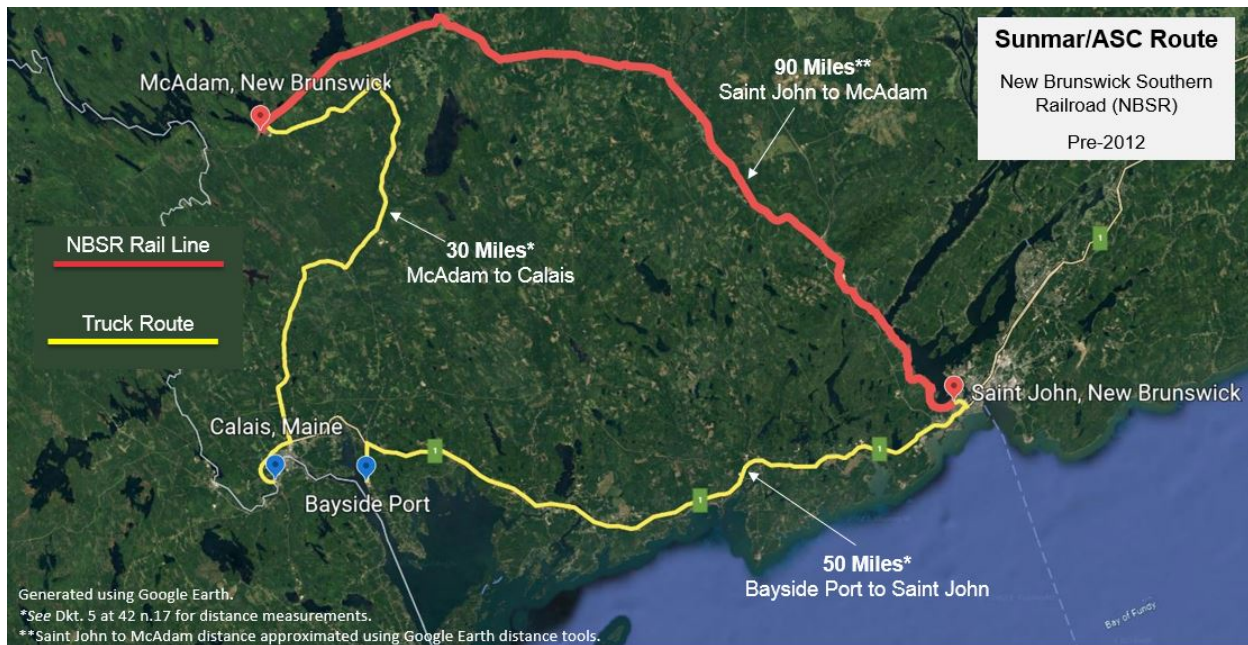 Sunmar/ASC Route
New Brunswick Southern
Railroad (NBSR)
Pre-2012
McAdam, New Brunswick
90 Miles**
Saint John to McAdam
NBSR Rail Line
Truck Route
30 Miles*
McAdam to Calais
1
Saint John, New Brunswick
Calais, Maine
Bayside Port
1
1
1
50 Miles*
Bayside Port to Saint John
Generated using Google Earth.
*See Dkt. 5 at 42 n.17 for distance measurements.
**Saint John to McAdam distance approximated using Google Earth distance tools.
Bay of Fundy